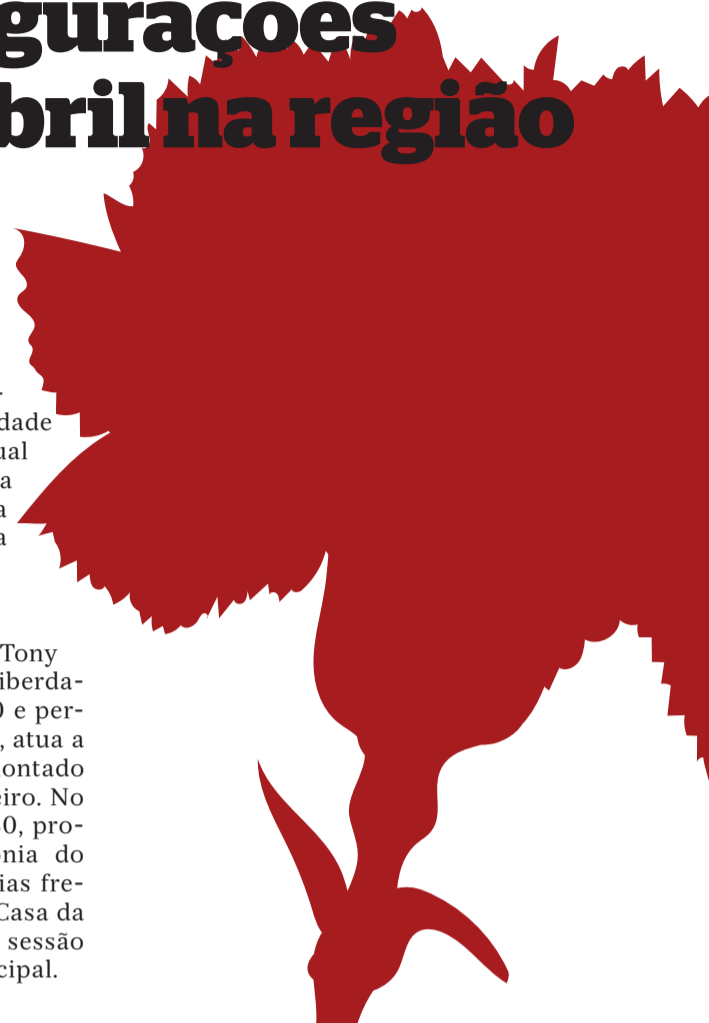 gurações
bril na região
-
dade
ual
a
a
a
Tony
iberda-
0 e per-
, atua a
ontado
eiro. No
0, pro-
nia do
ias fre-
Casa da
sessão
cipal.